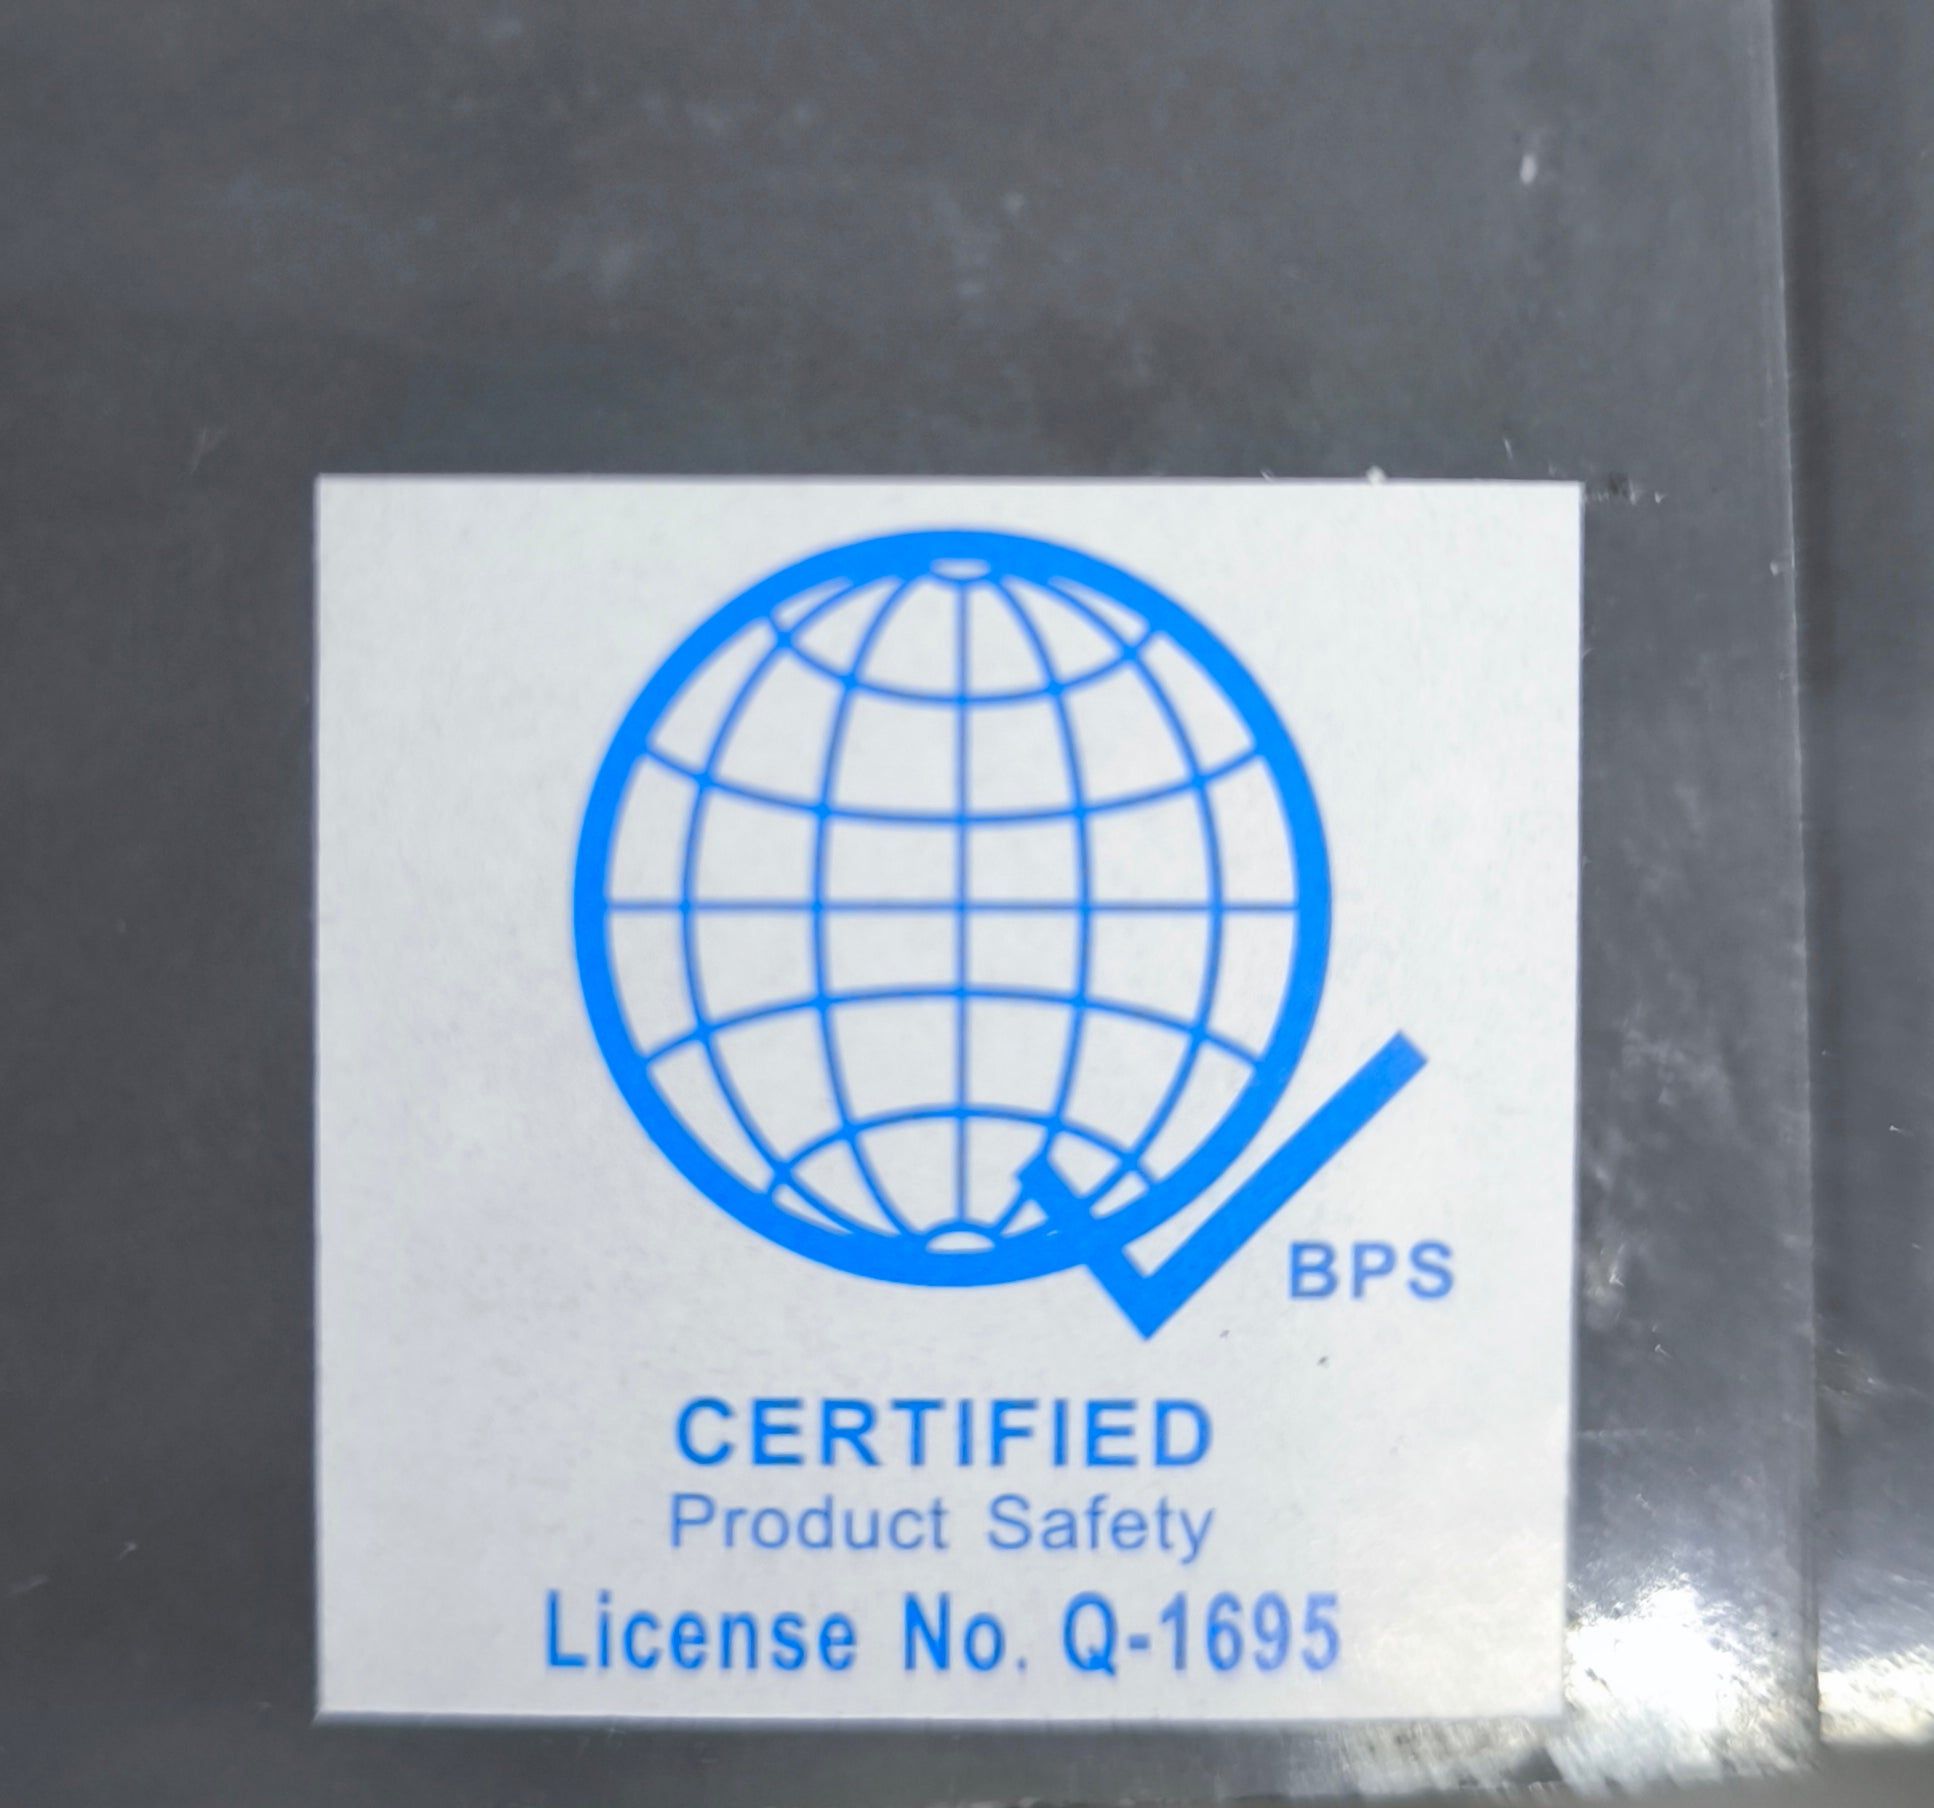 BPS
CERTIFIED
Product Safety
License No. Q-1695